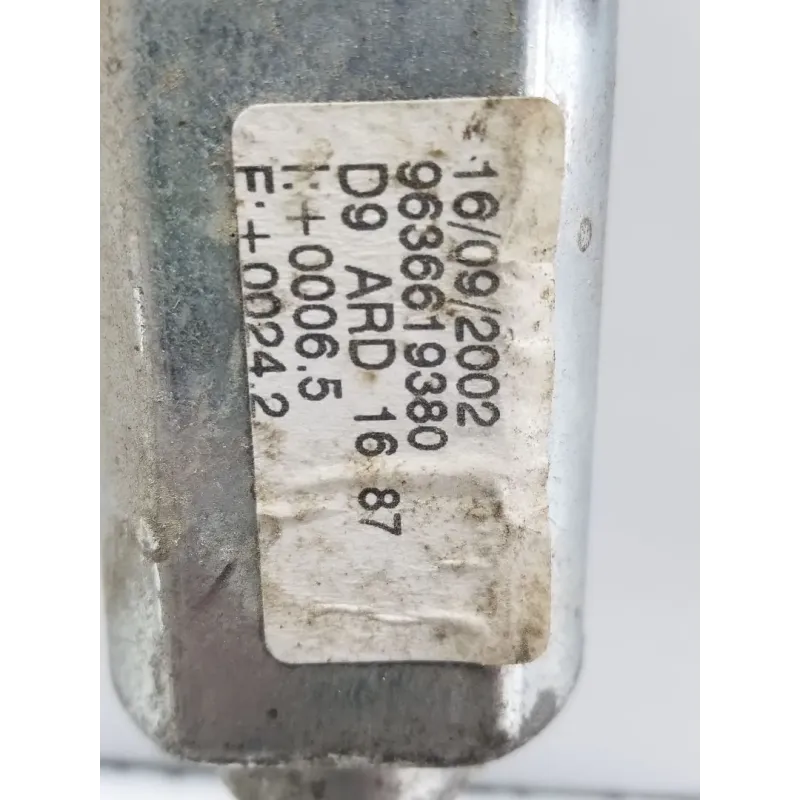 16/09/2002
9636619380
D9 ARD 16 87
I:+0006.5
F:+0024.2